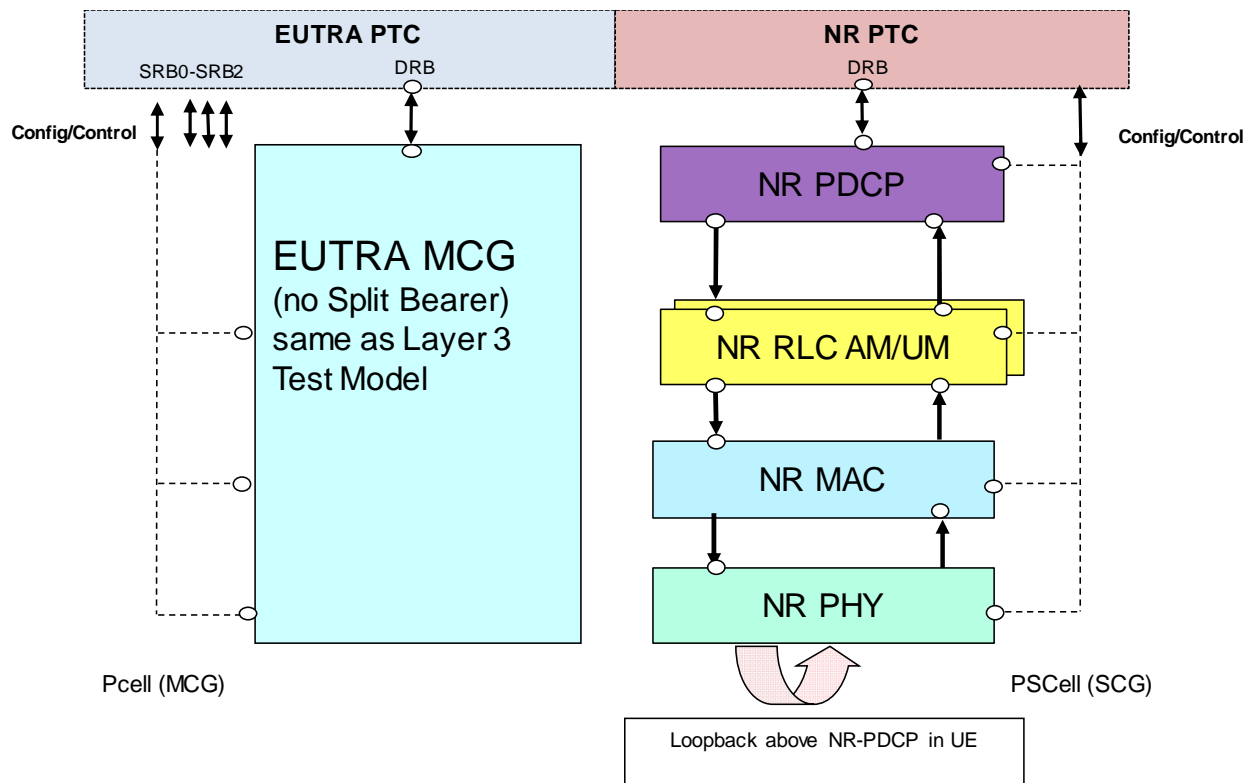 EUTRA PTC
NR PTC
SRB0-SRB2
DRB
DRB
Config/Control
Config/Control
EUTRA MCG
(no Split Bearer)
same as Layer 3
Test Model
NR PDCP
NR RLC AM/UM
NR MAC
NR PHY
Pcell (MCG)
PSCell (SCG)
Loopback above NR-PDCP in UE